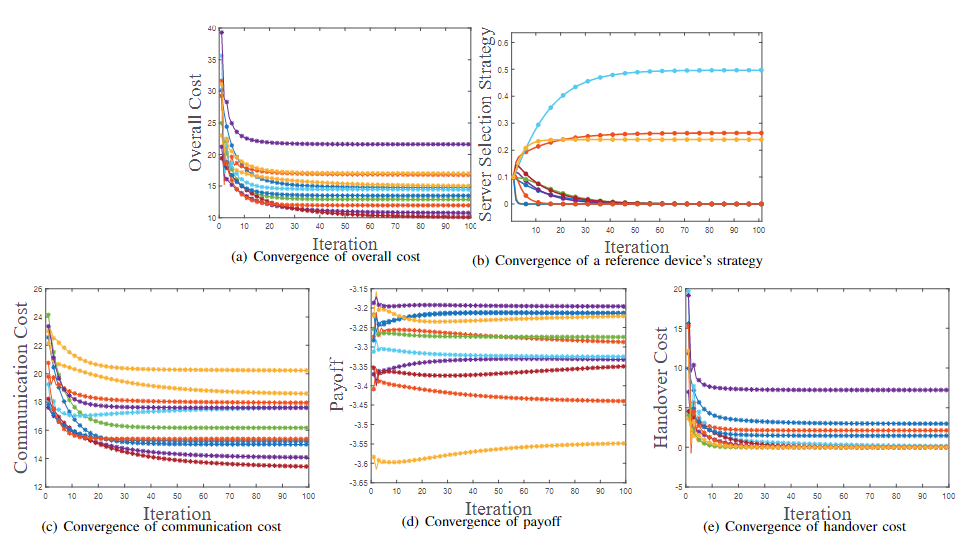 40
35
30
25
20
15
10
Overall Cost
0 10 20 30 40 50 60 70 80 90 100
Iteration
(a) Convergence of overall cost
0.6
0.5
0.4
0.3
0.2
0.1
0
Server Selection Strategy
10 20 30 40 50 60 70 80 90 100
Iteration
(b) Convergence of a reference device's strategy
26
24
22
20
18
16
14
12
Communication Cost
0 10 20 30 40 50 60 70 80 90 100
Iteration
(c) Convergence of communication cost
-3.15
-3.2
-3.25
-3.3
-3.35
-3.4
-3.45
-3.5
-3.55
-3.6
-3.65
Payoff
0 10 20 30 40 50 60 70 80 90 100
Iteration
(d) Convergence of payoff
20
15
10
5
0
-5
Handover Cost
0 10 20 30 40 50 60 70 80 90 100
Iteration
(e) Convergence of handover cost